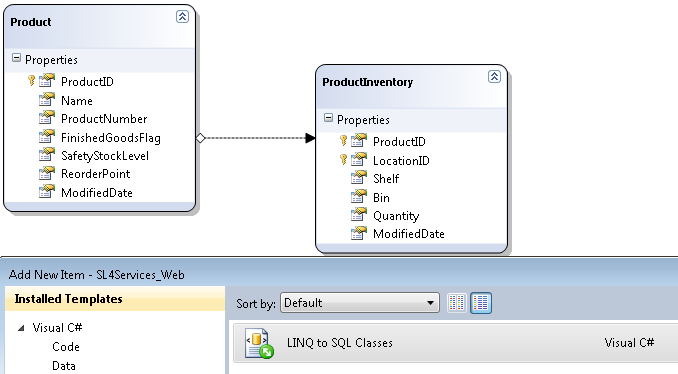 Product
Properties
ProductID
Name
ProductNumber
FinishedGoodsFlag
SafetyStockLevel
ReorderPoint
ModifiedDate
ProductInventory
Properties
ProductID
LocationID
Shelf
Bin
Quantity
ModifiedDate
Add New Item - SL4Services_Web
Installed Templates
Visual C#
Code
Data
Sort by: Default
LINQ to SQL Classes Visual C#